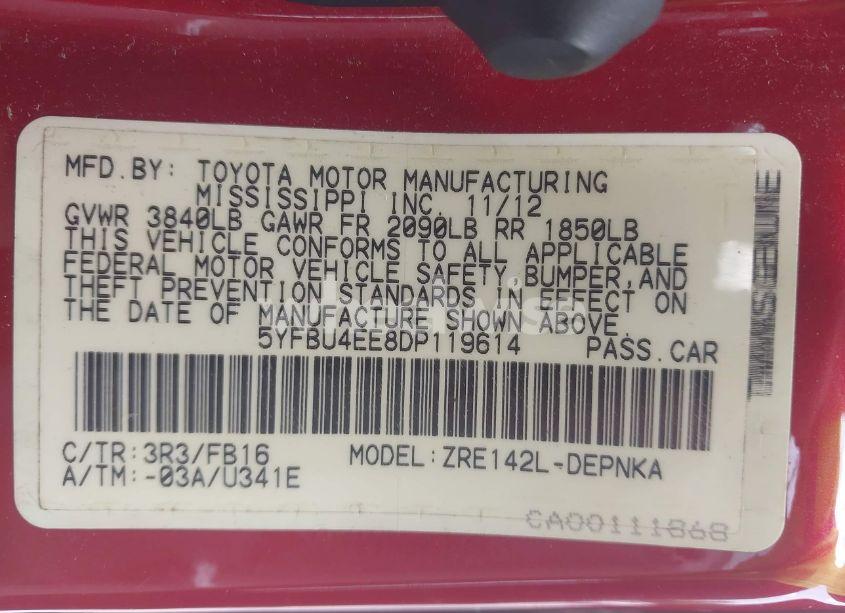 MFD.BY: TOYOTA MOTOR MANUFACTURING
MISSISSIPPI INC. 11/12
GVWR 3840LB GAWR FR 2090LB RR 1850LB
THIS VEHICLE CONFORMS TO ALL APPLICABLE
FEDERAL MOTOR VEHICLE SAFETY,BUMPER,AND
THEFT PREVENTION STANDARDS IN EFFECT ON
THE DATE OF MANUFACTURE SHOWN ABOVE.
5YFBU4EE8DP119614 PASS.CAR
C/TR:3R3/FB16 MODEL:ZRE142L-DEPNKA
A/TM:-03A/U341E
CA00111868